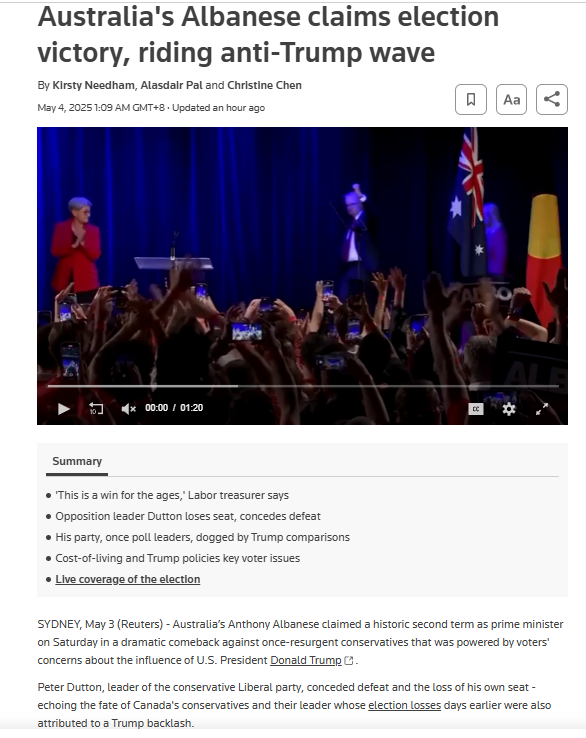 Australia's Albanese claims election
victory, riding anti-Trump wave
By Kirsty Needham, Alasdair Pal and Christine Chen
May 4, 2025 1:09 AM GMT+8 · Updated an hour ago
Aa
10
00:00 / 01:20
CC
Summary
'This is a win for the ages,' Labor treasurer says
Opposition leader Dutton loses seat, concedes defeat
His party, once poll leaders, dogged by Trump comparisons
Cost-of-living and Trump policies key voter issues
Live coverage of the election
SYDNEY, May 3 (Reuters) - Australia's Anthony Albanese claimed a historic second term as prime minister
on Saturday in a dramatic comeback against once-resurgent conservatives that was powered by voters'
concerns about the influence of U.S. President Donald Trump.
Peter Dutton, leader of the conservative Liberal party, conceded defeat and the loss of his own seat -
echoing the fate of Canada's conservatives and their leader whose election losses days earlier were also
attributed to a Trump backlash.